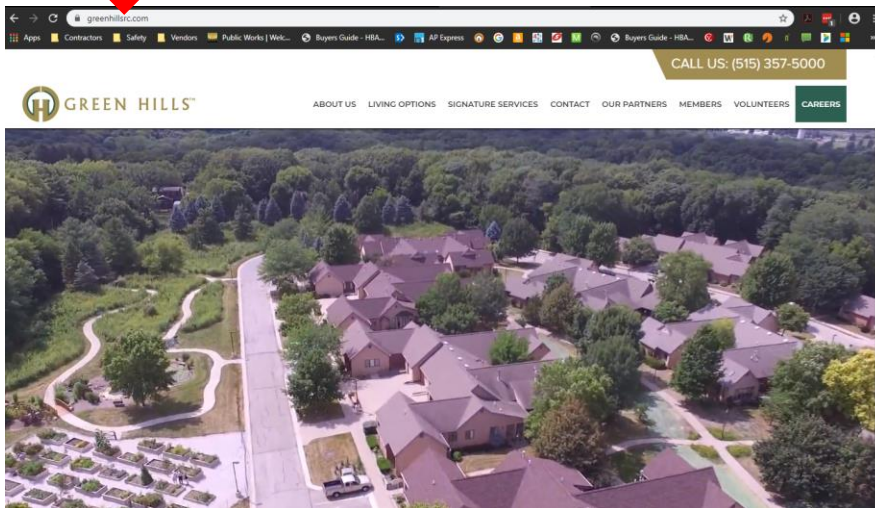 greenhillsrc.com
Apps Contractors Safety Vendors Public Works | Welc... Buyers Guide - HBA... AP Express Buyers Guide - HBA...
CALL US: (515) 357-5000
GREEN HILLS™
ABOUT US LIVING OPTIONS SIGNATURE SERVICES CONTACT OUR PARTNERS MEMBERS VOLUNTEERS CAREERS